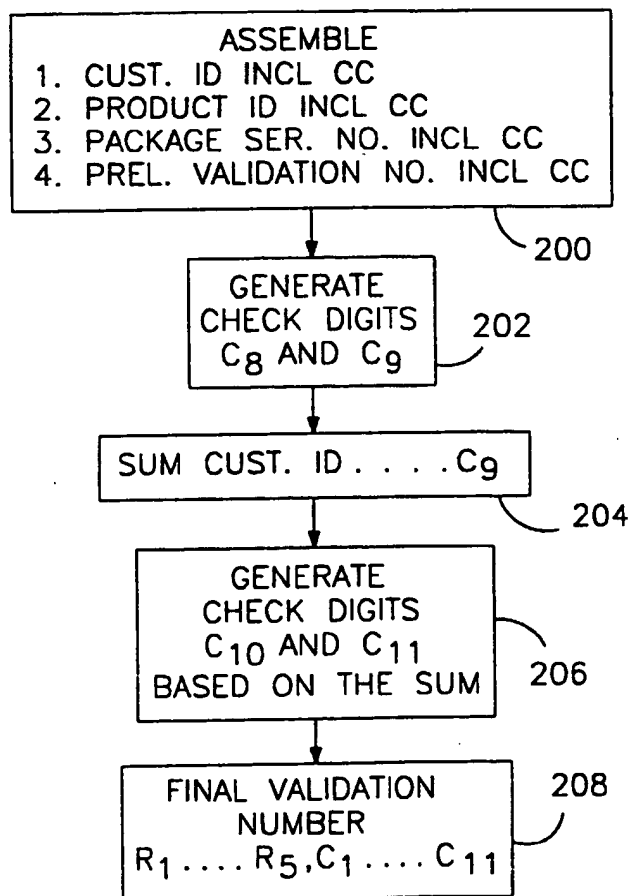 ASSEMBLE
1. CUST. ID INCL CC
2. PRODUCT ID INCL CC
3. PACKAGE SER. NO. INCL CC
4. PREL. VALIDATION NO. INCL CC
200
GENERATE
CHECK DIGITS
C8 AND C9
202
SUM CUST. ID . . . . C9
204
GENERATE
CHECK DIGITS
C10 AND C11
BASED ON THE SUM
206
FINAL VALIDATION
NUMBER
R1 . . . . R5, C1 . . . . C11
208